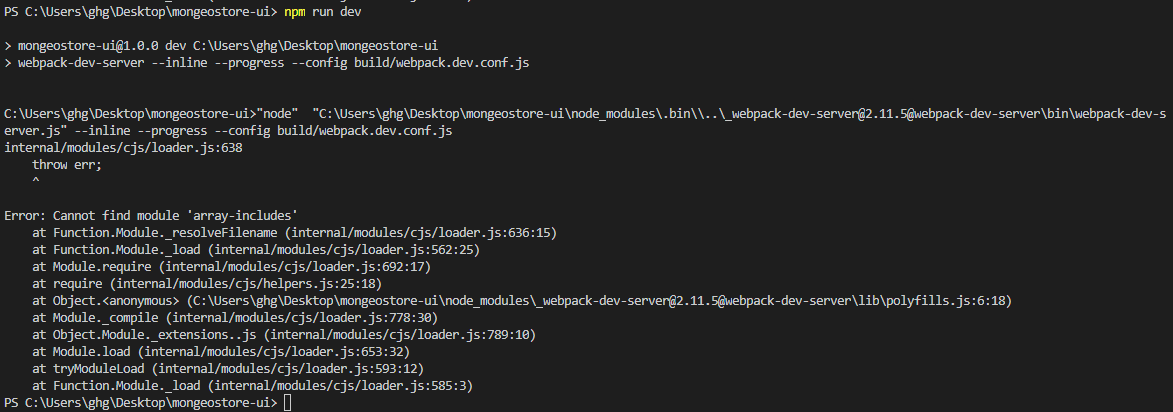 PS C:\Users\ghg\Desktop\mongeostore-ui> npm run dev
> mongeostore-ui@1.0.0 dev C:\Users\ghg\Desktop\mongeostore-ui
> webpack-dev-server --inline --progress --config build/webpack.dev.conf.js
C:\Users\ghg\Desktop\mongeostore-ui>"node"  "C:\Users\ghg\Desktop\mongeostore-ui\node_modules\.bin\\..\_webpack-dev-server@2.11.5@webpack-dev-server\bin\webpack-dev-s
erver.js" --inline --progress --config build/webpack.dev.conf.js
internal/modules/cjs/loader.js:638
    throw err;
    ^
Error: Cannot find module 'array-includes'
    at Function.Module._resolveFilename (internal/modules/cjs/loader.js:636:15)
    at Function.Module._load (internal/modules/cjs/loader.js:562:25)
    at Module.require (internal/modules/cjs/loader.js:692:17)
    at require (internal/modules/cjs/helpers.js:25:18)
    at Object.<anonymous> (C:\Users\ghg\Desktop\mongeostore-ui\node_modules\_webpack-dev-server@2.11.5@webpack-dev-server\lib\polyfills.js:6:18)
    at Module._compile (internal/modules/cjs/loader.js:778:30)
    at Object.Module._extensions..js (internal/modules/cjs/loader.js:789:10)
    at Module.load (internal/modules/cjs/loader.js:653:32)
    at tryModuleLoad (internal/modules/cjs/loader.js:593:12)
    at Function.Module._load (internal/modules/cjs/loader.js:585:3)
PS C:\Users\ghg\Desktop\mongeostore-ui>